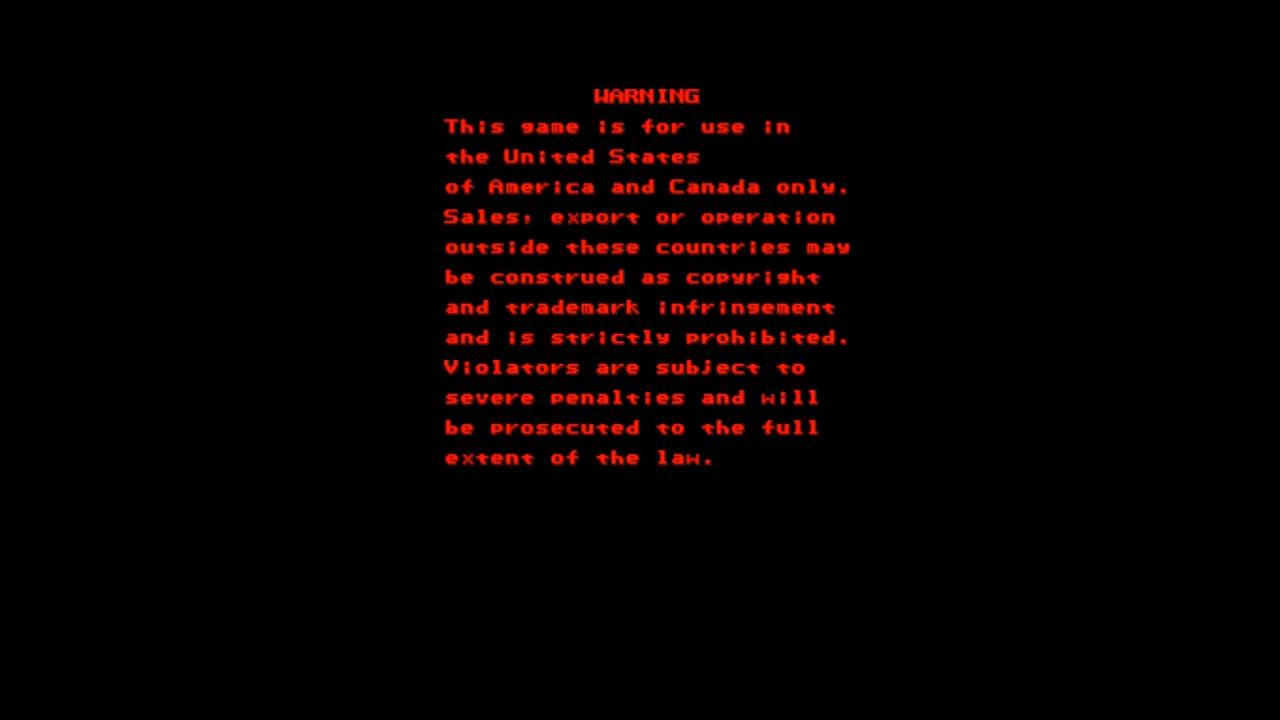 WARNING
This game is for use in
the United States
of America and Canada only.
Sales, export or operation
outside these countries may
be construed as copyright
and trademark infringement
and is strictly prohibited.
Violators are subject to
severe penalties and will
be prosecuted to the full
extent of the law.